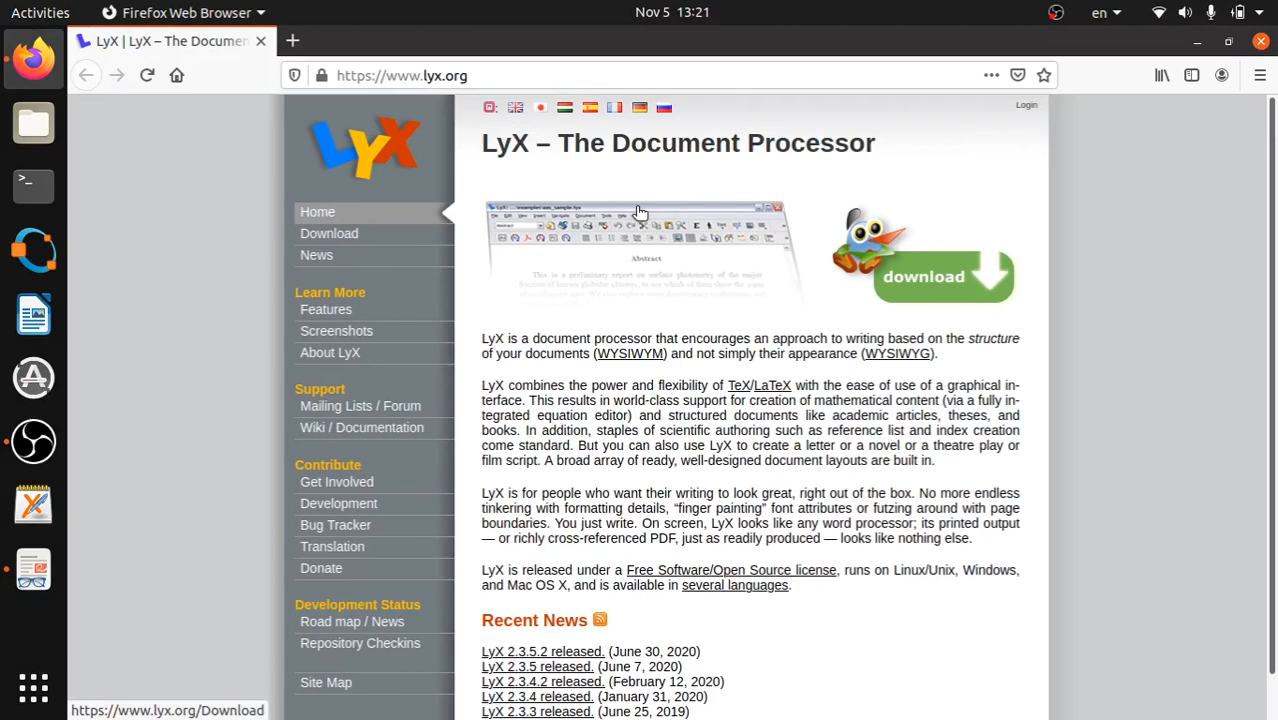 Activities
Firefox Web Browser
Nov 5 13:21
en
LyX | LyX – The Documen
https://www.lyx.org
LyX
Login
LyX – The Document Processor
Home
Download
News
Learn More
Features
Screenshots
About LyX
Support
Mailing Lists / Forum
Wiki / Documentation
Contribute
Get Involved
Development
Bug Tracker
Translation
Donate
Development Status
Road map / News
Repository Checkins
Site Map
Abstract
This is a preliminary report on surface photometry of the major
download
LyX is a document processor that encourages an approach to writing based on the structure
of your documents (WYSIWYM) and not simply their appearance (WYSIWYG).
LyX combines the power and flexibility of TeX/LaTeX with the ease of use of a graphical in-
terface. This results in world-class support for creation of mathematical content (via a fully in-
tegrated equation editor) and structured documents like academic articles, theses, and
books. In addition, staples of scientific authoring such as reference list and index creation
come standard. But you can also use LyX to create a letter or a novel or a theatre play or
film script. A broad array of ready, well-designed document layouts are built in.
LyX is for people who want their writing to look great, right out of the box. No more endless
tinkering with formatting details, “finger painting” font attributes or futzing around with page
boundaries. You just write. On screen, LyX looks like any word processor; its printed output
— or richly cross-referenced PDF, just as readily produced — looks like nothing else.
LyX is released under a Free Software/Open Source license, runs on Linux/Unix, Windows,
and Mac OS X, and is available in several languages.
Recent News
LyX 2.3.5.2 released. (June 30, 2020)
LyX 2.3.5 released. (June 7, 2020)
LyX 2.3.4.2 released. (February 12, 2020)
LyX 2.3.4 released. (January 31, 2020)
LyX 2.3.3 released. (June 25, 2019)
https://www.lyx.org/Download